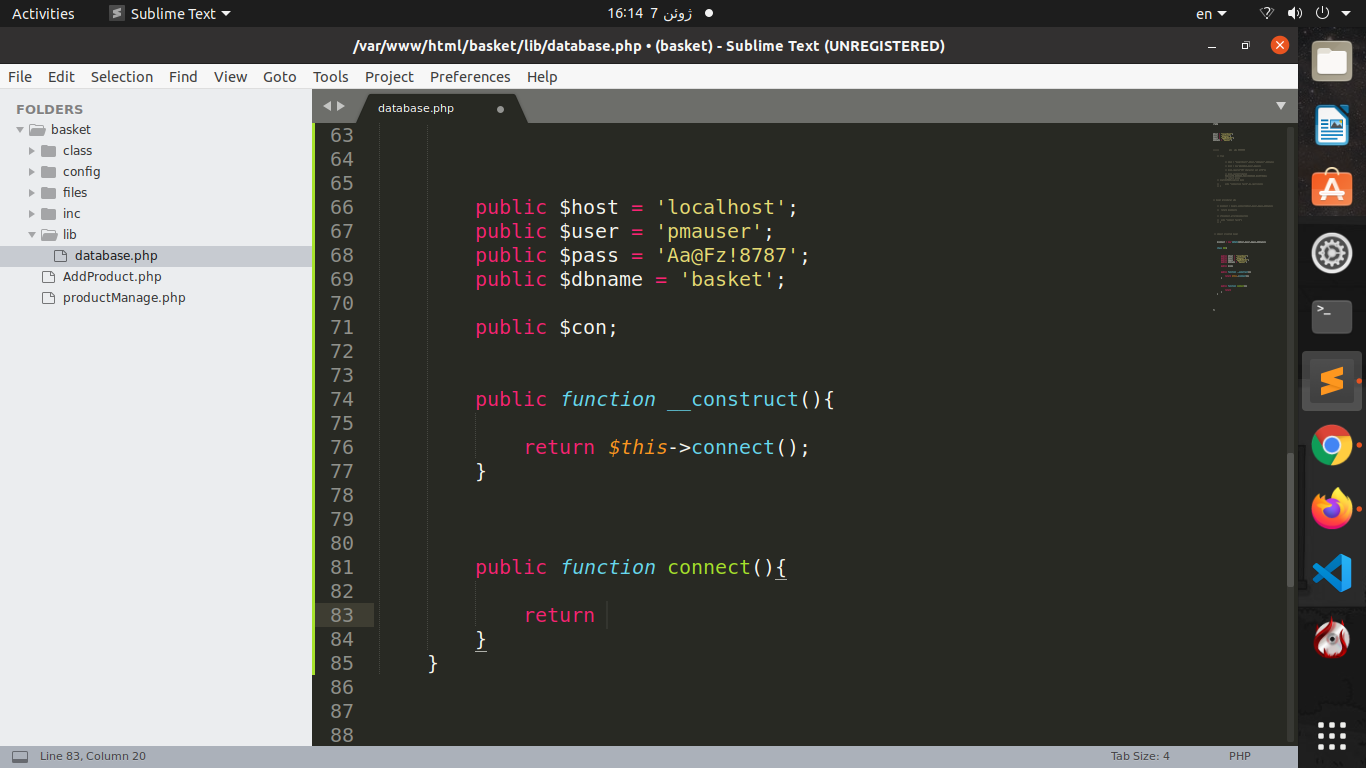 Activities
Sublime Text
16:14 7 ژوئن
en
/var/www/html/basket/lib/database.php • (basket) - Sublime Text (UNREGISTERED)
File Edit Selection Find View Goto Tools Project Preferences Help
FOLDERS
basket
class
config
files
inc
lib
database.php
AddProduct.php
productManage.php
database.php
63
64
65
66 public $host = 'localhost';
67 public $user = 'pmauser';
68 public $pass = 'Aa@Fz!8787';
69 public $dbname = 'basket';
70
71 public $con;
72
73
74 public function __construct(){
75
76 return $this->connect();
77 }
78
79
80
81 public function connect(){
82
83 return
84 }
85 }
86
87
88
Line 83, Column 20
Tab Size: 4
PHP